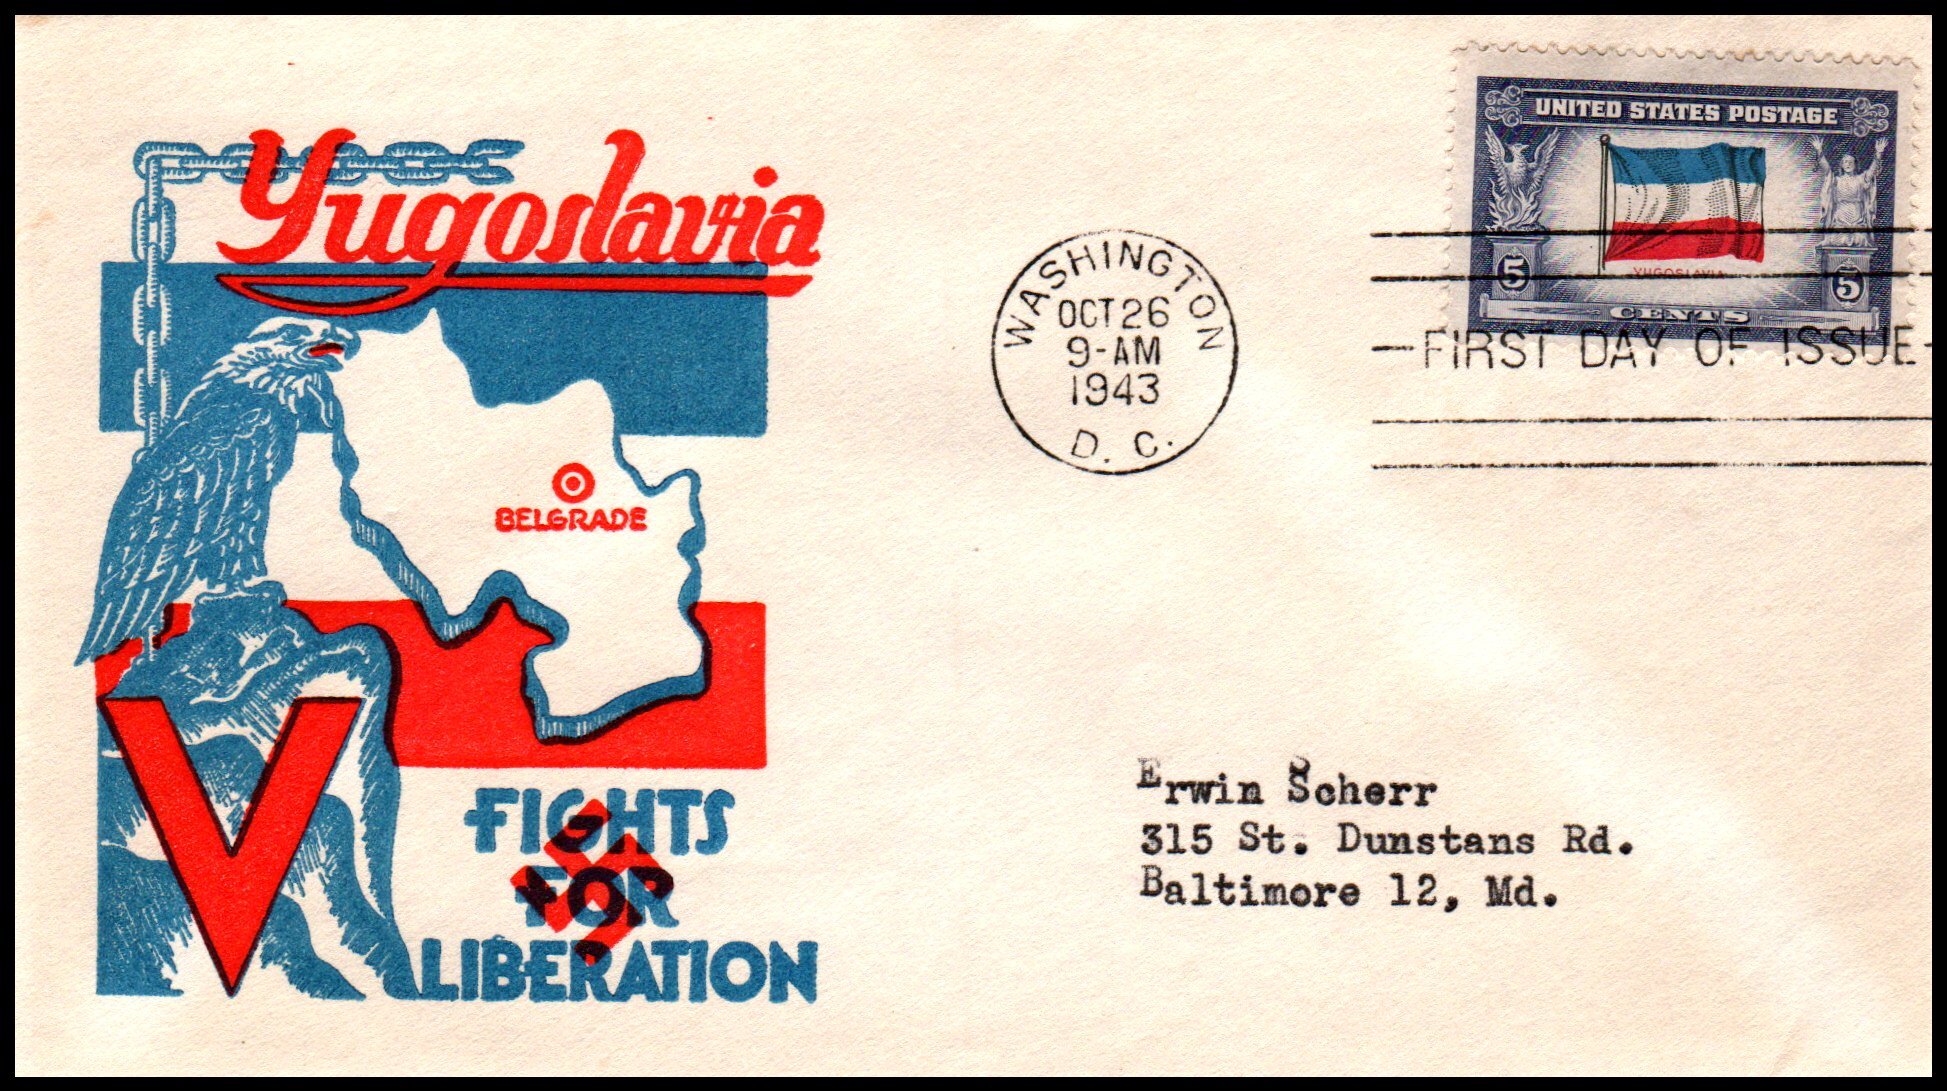 Yugoslavia
BELGRADE
V
FIGHTS
FOR
LIBERATION
WASHINGTON
OCT 26
9-AM
1943
D. C.
UNITED STATES POSTAGE
YUGOSLAVIA
5 5
CENTS
FIRST DAY OF ISSUE
Erwin Scherr
315 St. Dunstans Rd.
Baltimore 12, Md.